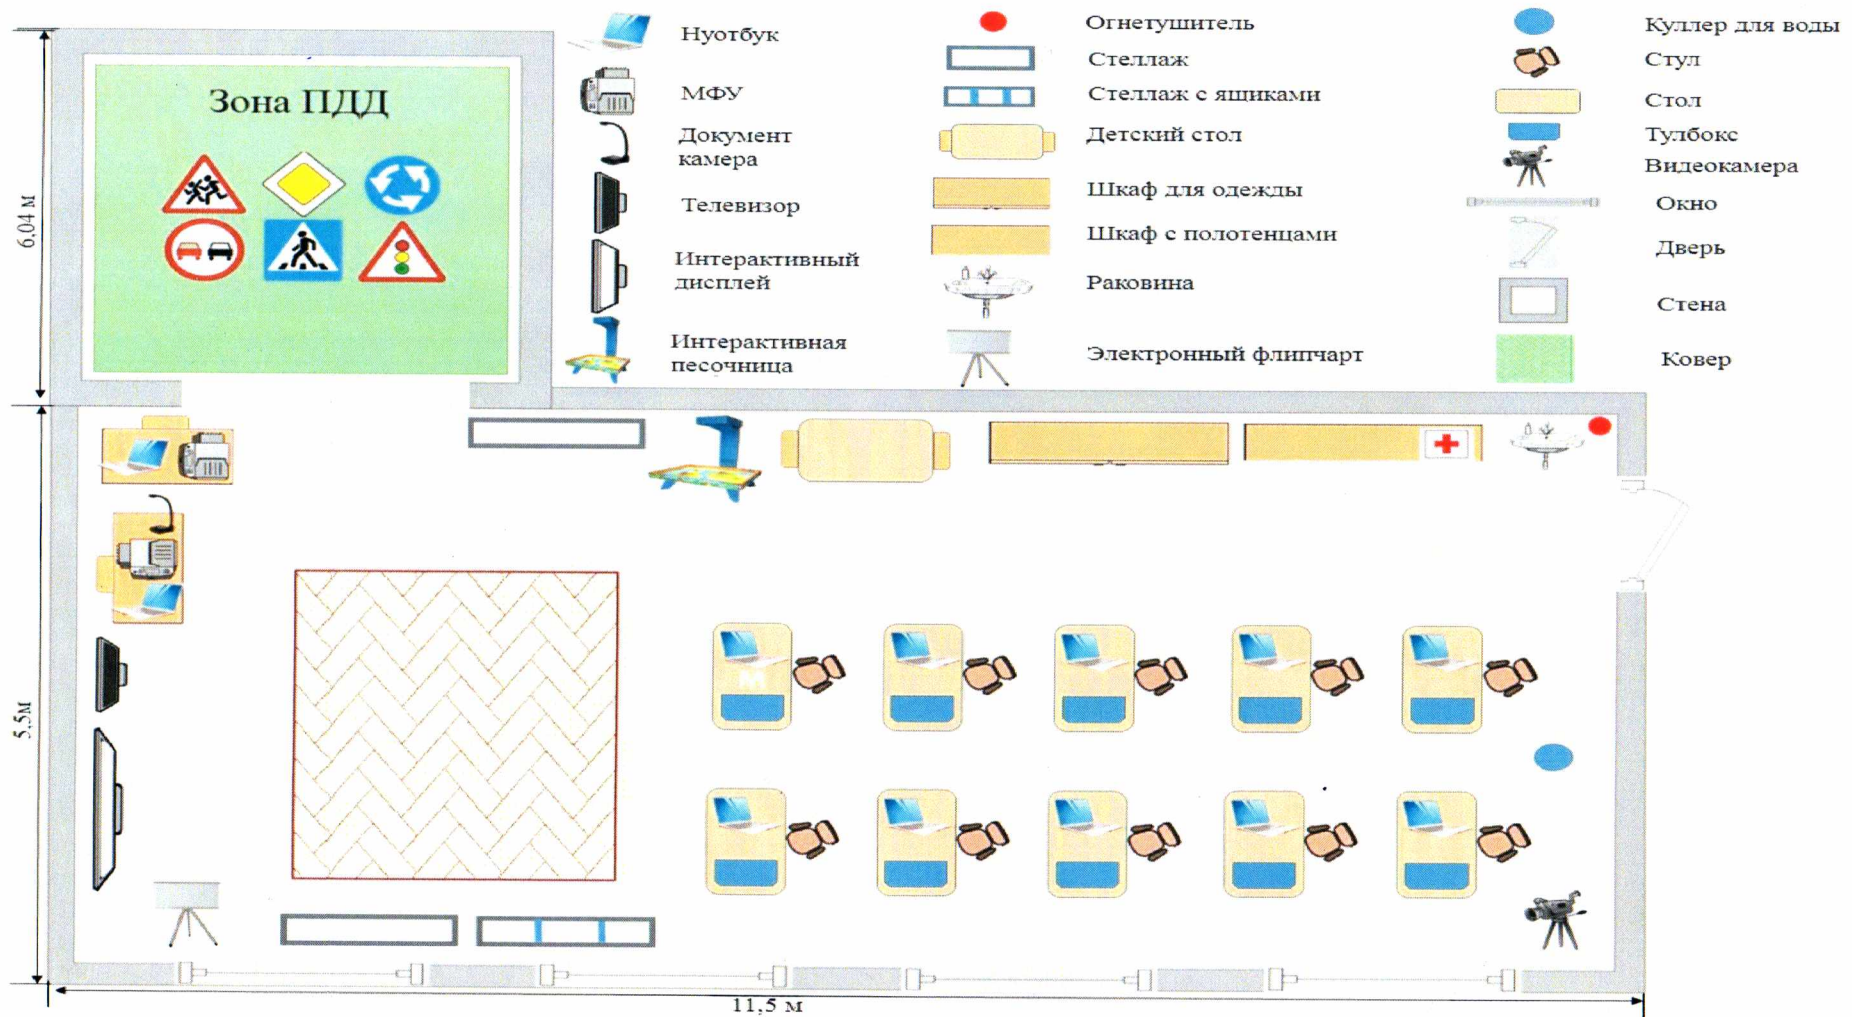 Зона ПДД
6,04 м
5,5м
11,5 м
м
Нуотбук
МФУ
Документ
камера
Телевизор
Интерактивный
дисплей
Интерактивная
песочница
Огнетушитель
Стеллаж
Стеллаж с ящиками
Детский стол
Шкаф для одежды
Шкаф с полотенцами
Раковина
Электронный флипчарт
Куллер для воды
Стул
Стол
Тулбокс
Видеокамера
Окно
Дверь
Стена
Ковер